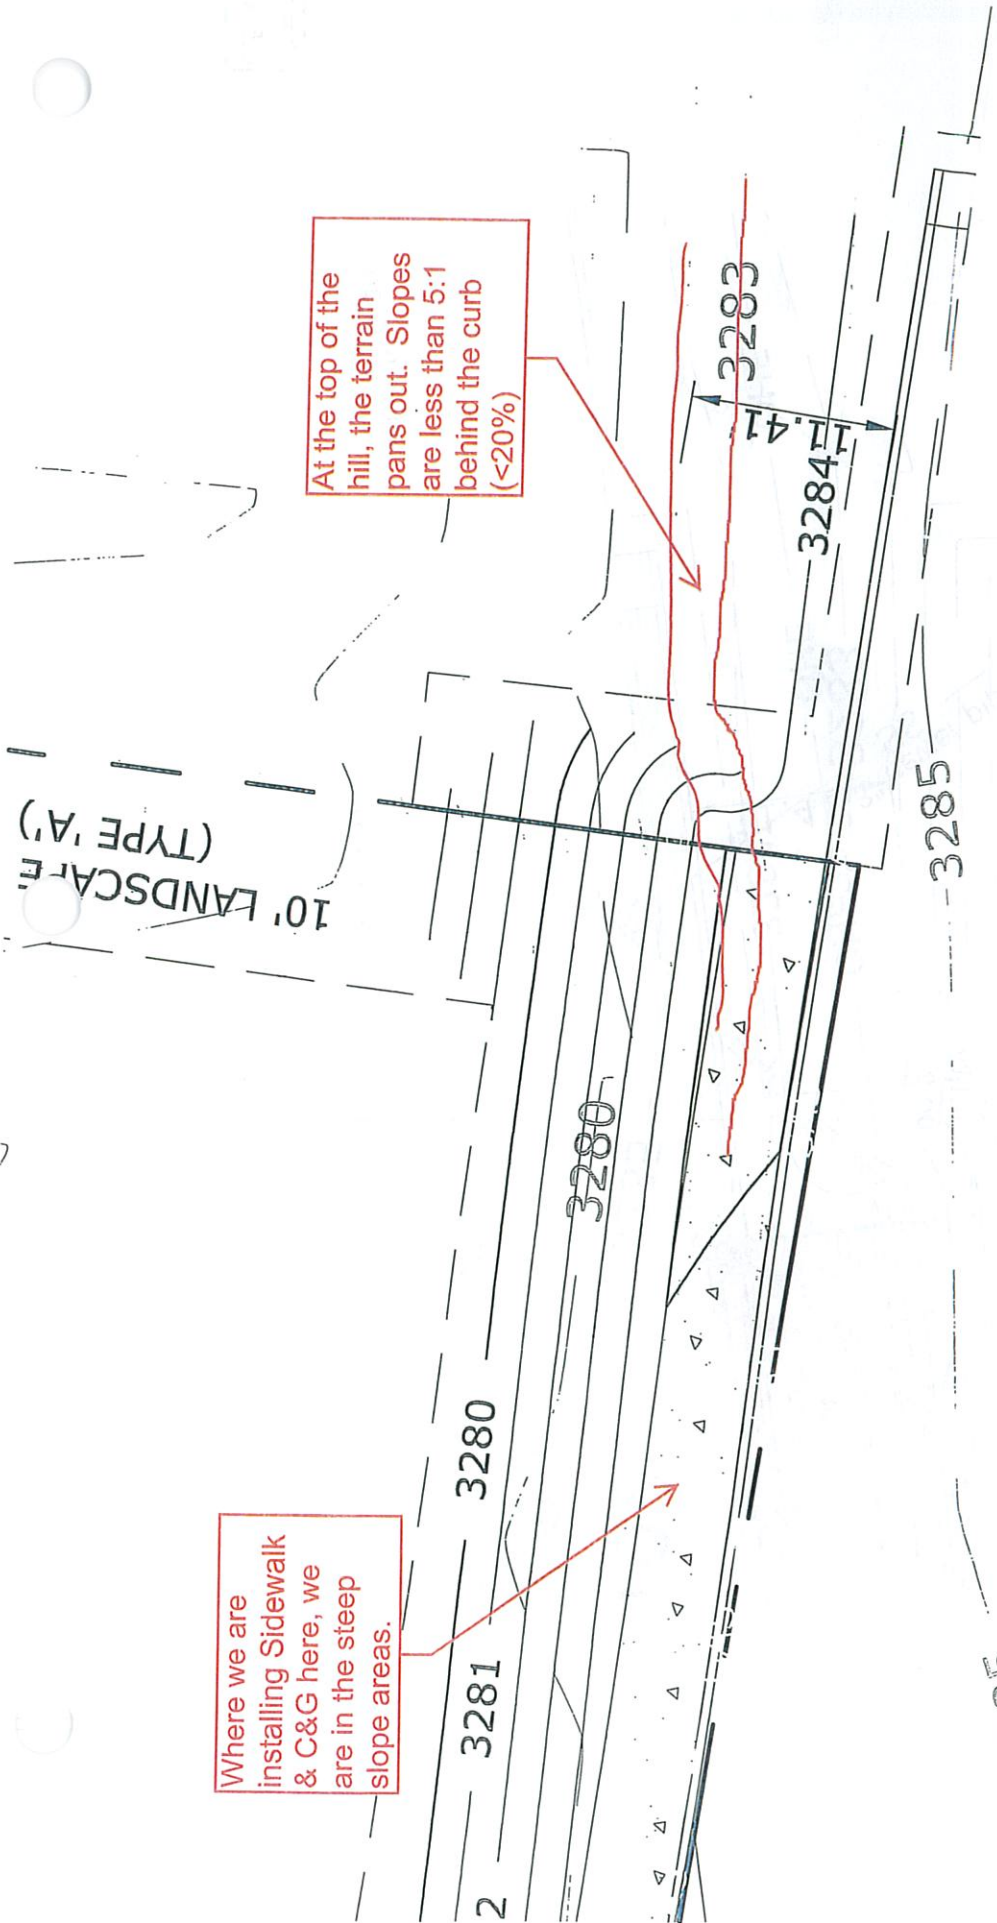 At the top of the
hill, the terrain
pans out. Slopes
are less than 5:1
behind the curb
(<20%)
Where we are
installing Sidewalk
& C&G here, we
are in the steep
slope areas.
10' LANDSCAPE
(TYPE 'A')
3283
11.41
3284
3285
3280
3280
3281
2